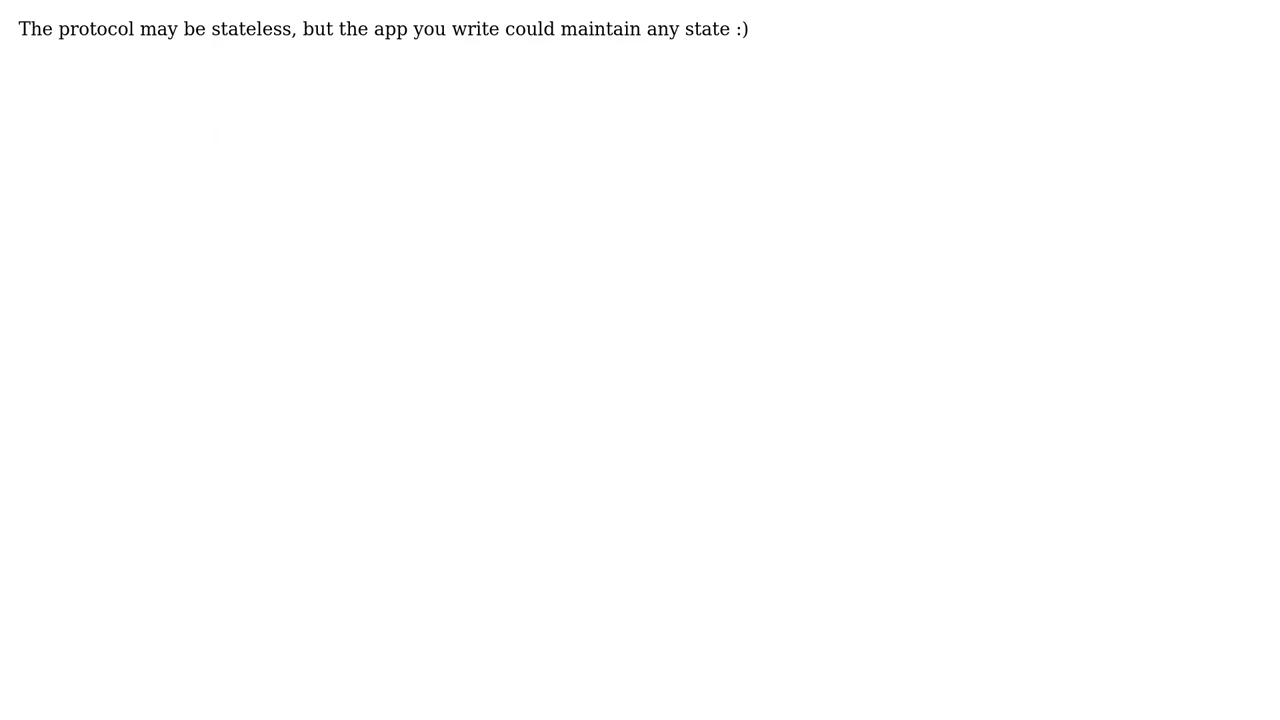 The protocol may be stateless, but the app you write could maintain any state :)